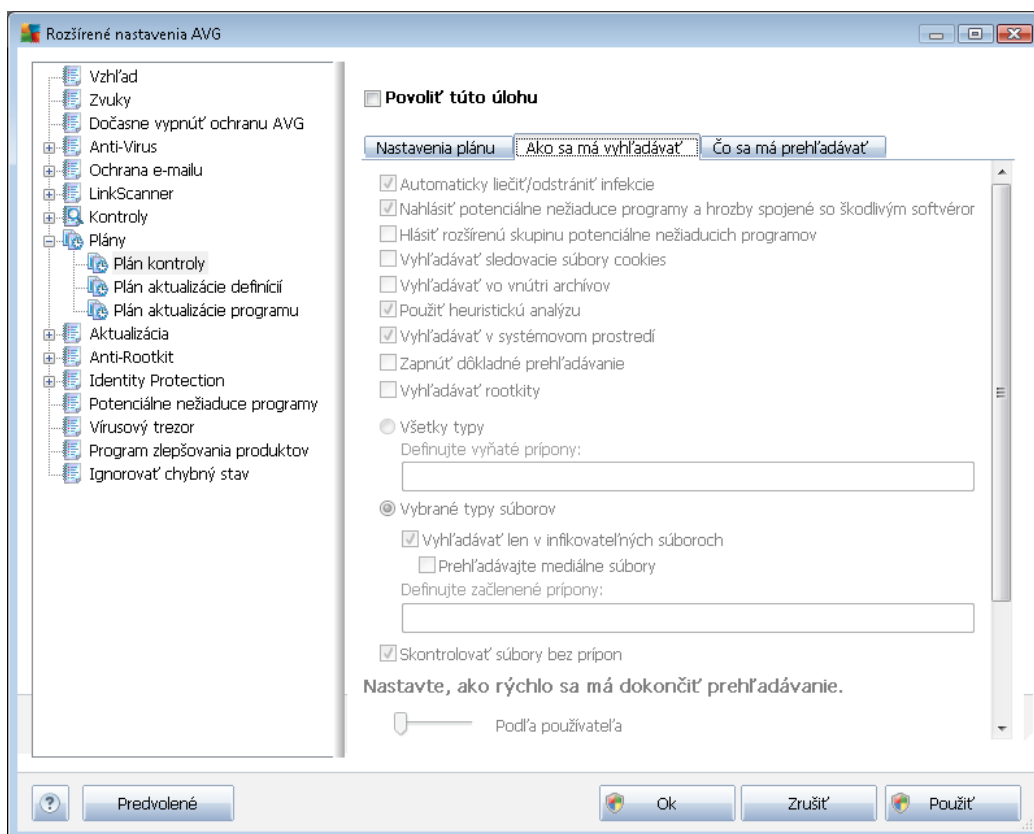 Rozšírené nastavenia AVG
Vzhľad
Zvuky
Dočasne vypnúť ochranu AVG
Anti-Virus
Ochrana e-mailu
LinkScanner
Kontroly
Plány
Plán kontroly
Plán aktualizácie definícií
Plán aktualizácie programu
Aktualizácia
Anti-Rootkit
Identity Protection
Potenciálne nežiaduce programy
Vírusový trezor
Program zlepšovania produktov
Ignorovať chybný stav
Povoliť túto úlohu
Nastavenia plánu
Ako sa má vyhľadávať
Čo sa má prehľadávať
Automaticky liečiť/odstrániť infekcie
Nahlásiť potenciálne nežiaduce programy a hrozby spojené so škodlivým softvéror
Hlásiť rozšírenú skupinu potenciálne nežiaducich programov
Vyhľadávať sledovacie súbory cookies
Vyhľadávať vo vnútri archívov
Použiť heuristickú analýzu
Vyhľadávať v systémovom prostredí
Zapnúť dôkladné prehľadávanie
Vyhľadávať rootkity
Všetky typy
Definujte vyňaté prípony:
Vybrané typy súborov
Vyhľadávať len v infikovateľných súboroch
Prehľadávajte mediálne súbory
Definujte začlenené prípony:
Skontrolovať súbory bez prípon
Nastavte, ako rýchlo sa má dokončiť prehľadávanie.
Podľa používateľa
?
Predvolené
Ok
Zrušiť
Použiť